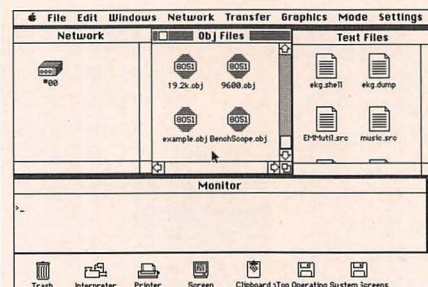 File Edit Windows Network Transfer Graphics Mode Settings
Network
Obj Files
Text Files
8051
8051
19.2k.obj
9600.obj
8051
8051
example.obj
BenchScope.obj
#00
ekg.shell
ekg.dump
EMMutil.src
music.src
Monitor
>_
Trash
Interpreter
Printer
Screen
Clipboard
>Top Operating System Screens